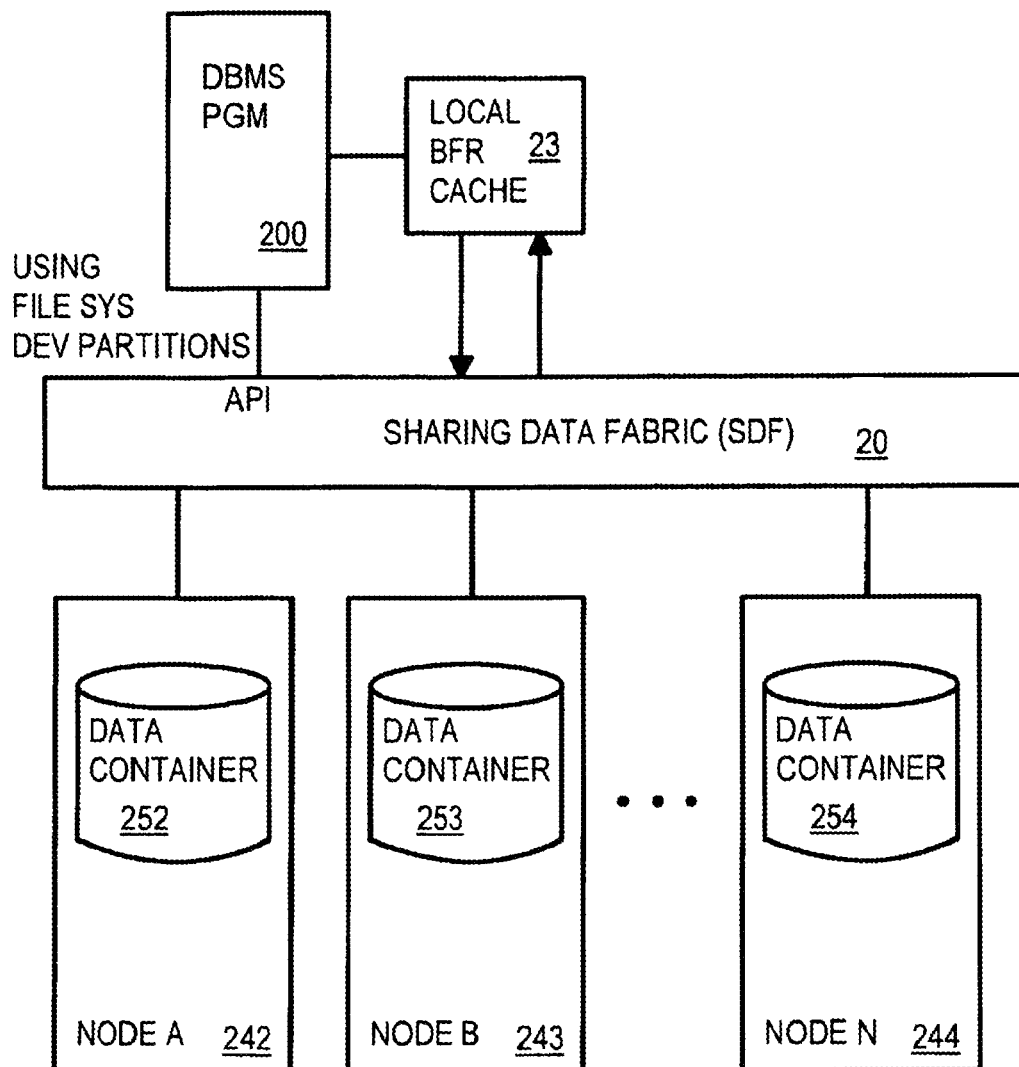 DBMS
PGM
200
LOCAL
BFR 23
CACHE
USING
FILE SYS
DEV PARTITIONS
API
SHARING DATA FABRIC (SDF) 20
DATA
CONTAINER
252
DATA
CONTAINER
253
• • •
DATA
CONTAINER
254
NODE A 242
NODE B 243
NODE N 244